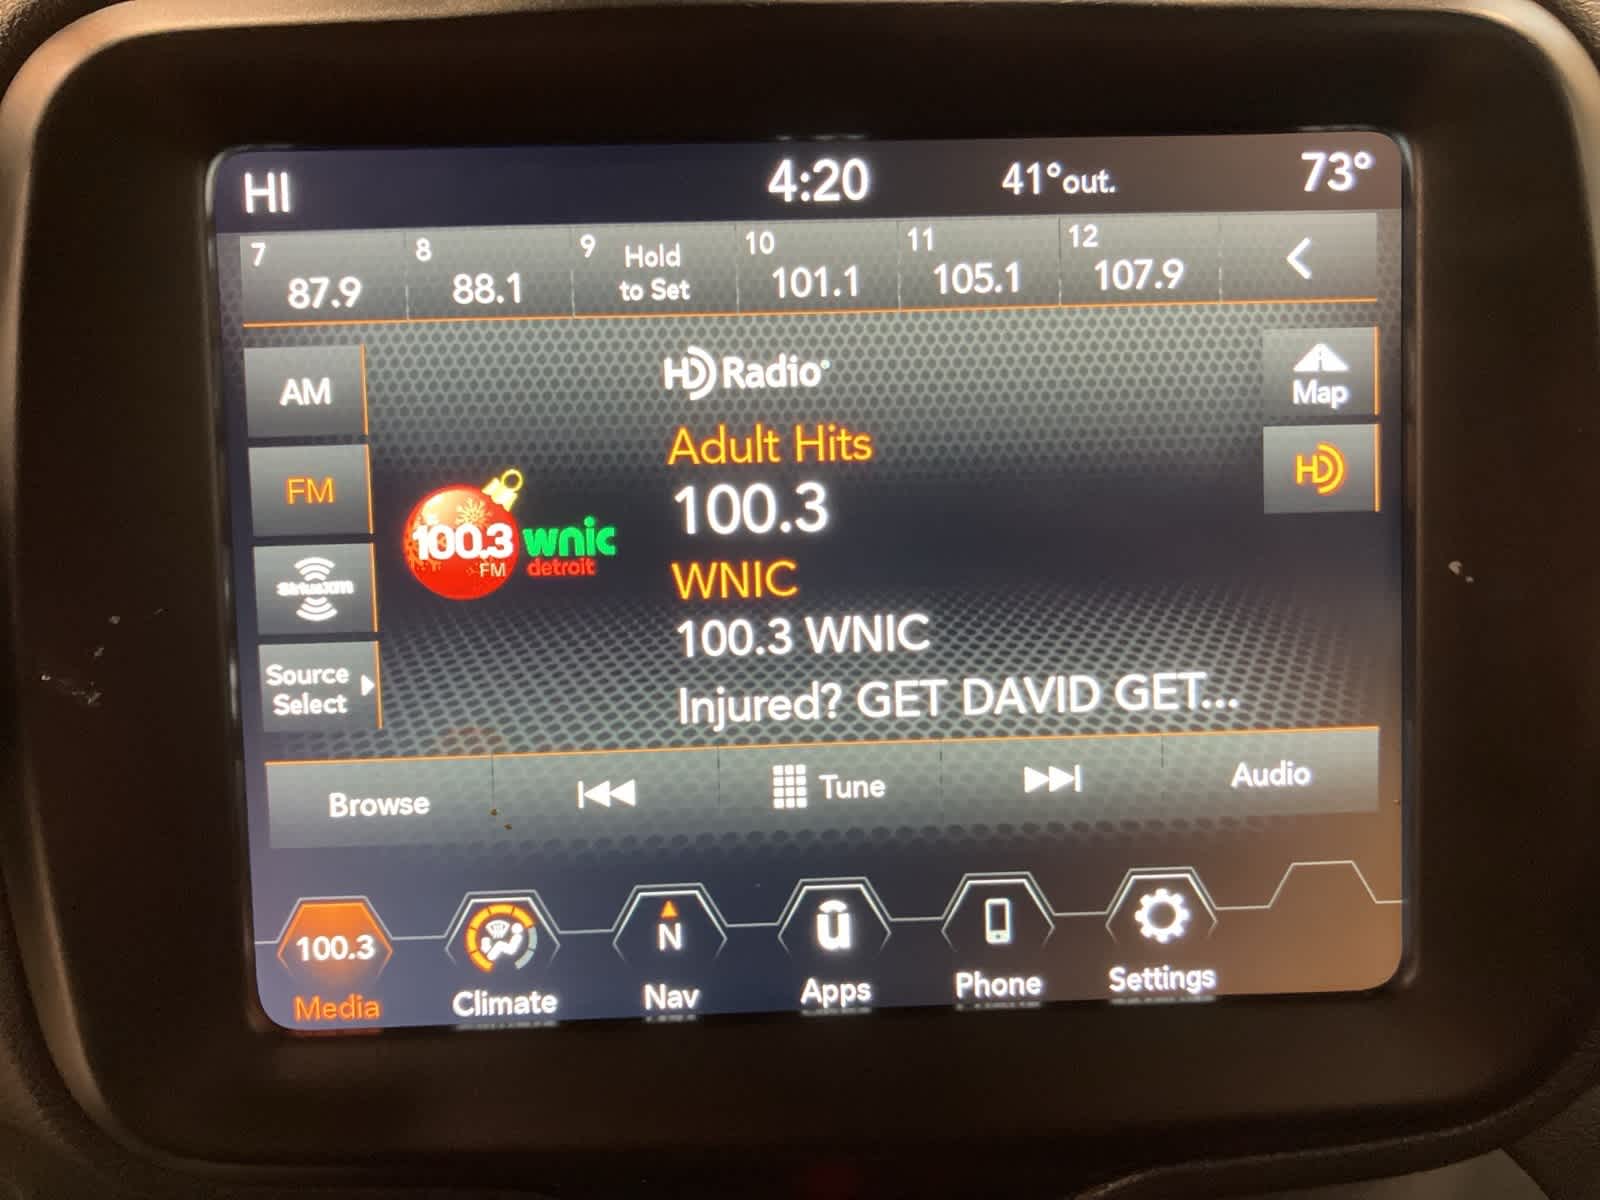 HI 4:20 41°out. 73°
7 8 9 Hold 10 11 12
87.9 88.1 to Set 101.1 105.1 107.9
HD Radio®
AM
Map
Adult Hits
FM
100.3
HD
100.3 wnic
FM detroit
WNIC
SiriusXM
100.3 WNIC
Source
Select
Injured? GET DAVID GET...
Browse Tune Audio
100.3 N u
Media Climate Nav Apps Phone Settings